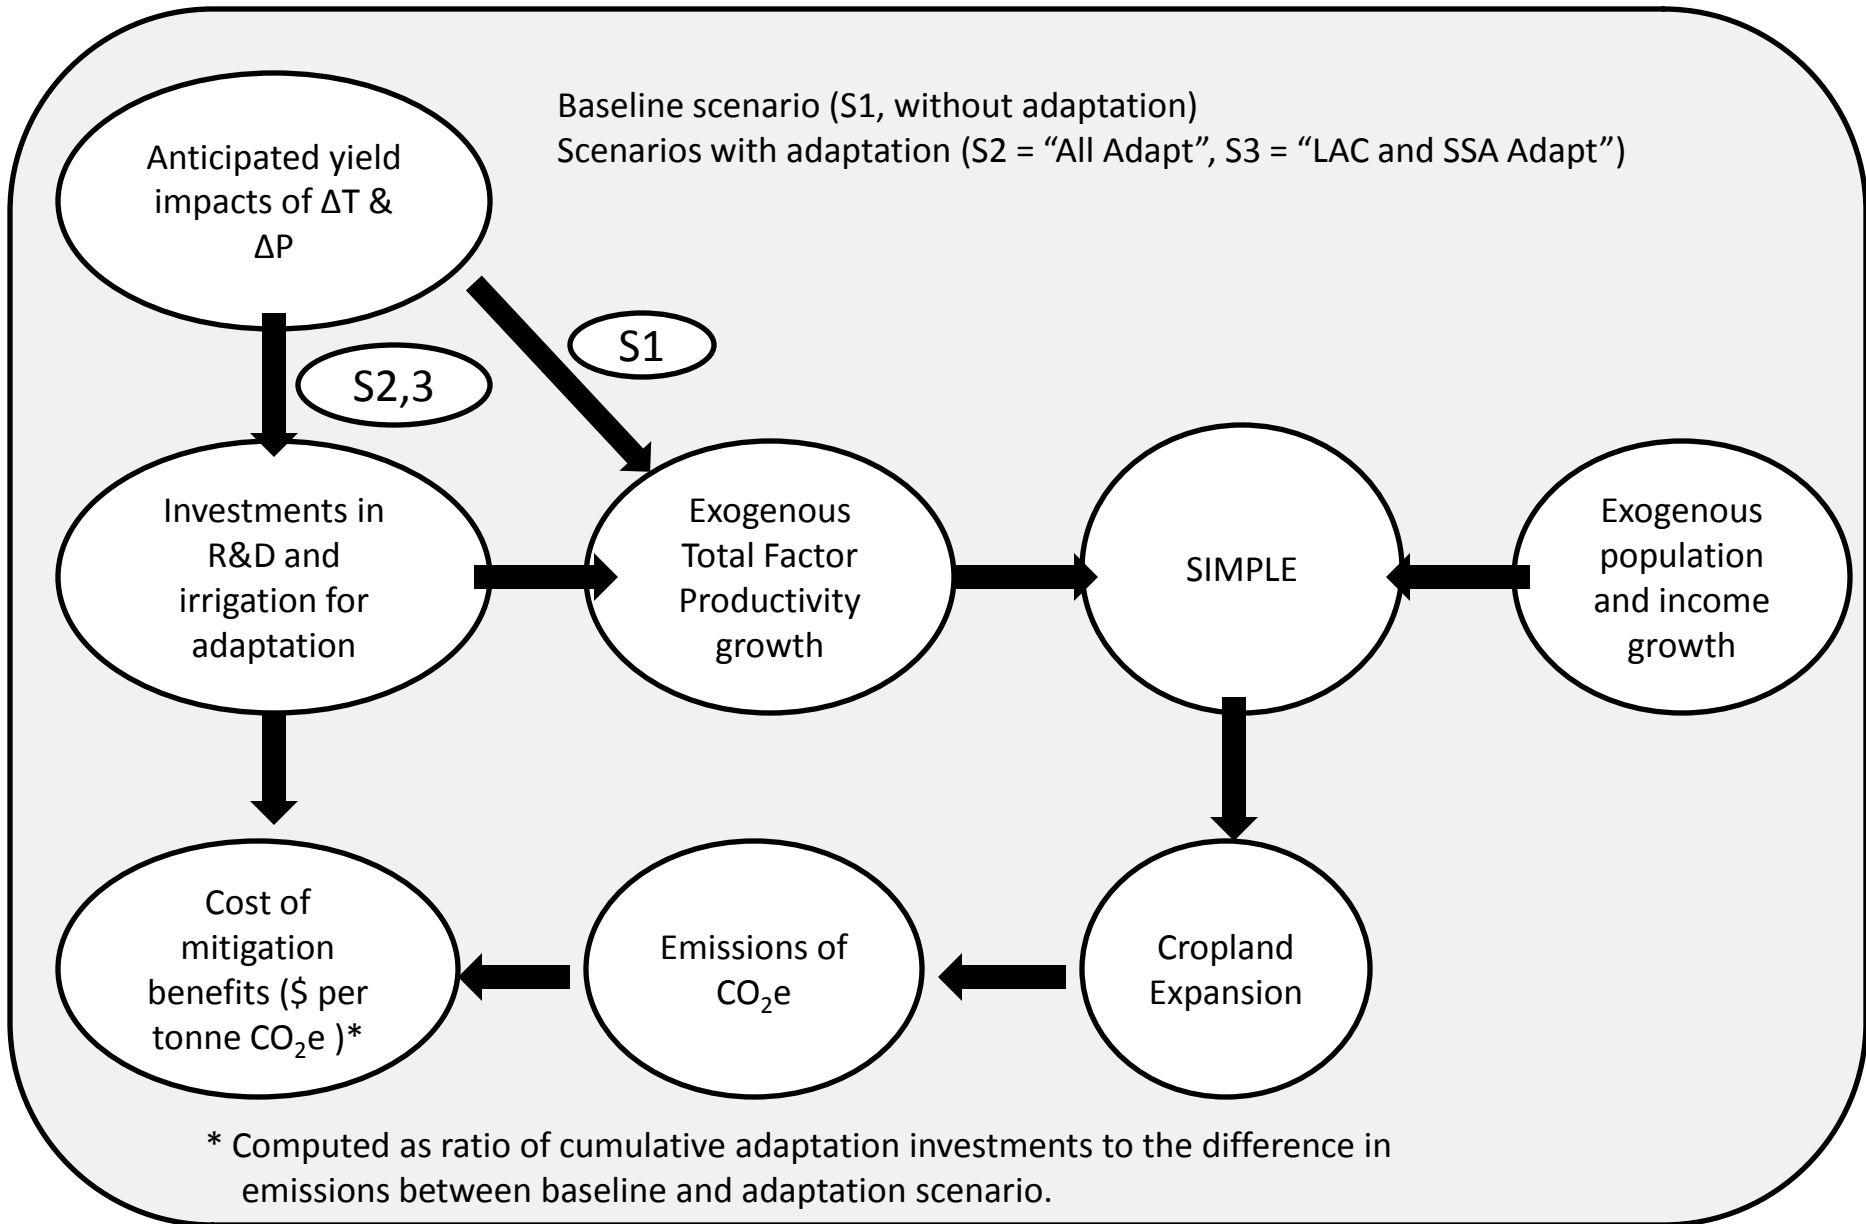 Baseline scenario (S1, without adaptation)
Scenarios with adaptation (S2 = “All Adapt”, S3 = “LAC and SSA Adapt”)
Anticipated yield
impacts of ΔT &
ΔP
S1
S2,3
Investments in
R&D and
irrigation for
adaptation
Exogenous
Total Factor
Productivity
growth
SIMPLE
Exogenous
population
and income
growth
Cost of
mitigation
benefits ($ per
tonne CO₂e )*
Emissions of
CO₂e
Cropland
Expansion
* Computed as ratio of cumulative adaptation investments to the difference in
emissions between baseline and adaptation scenario.